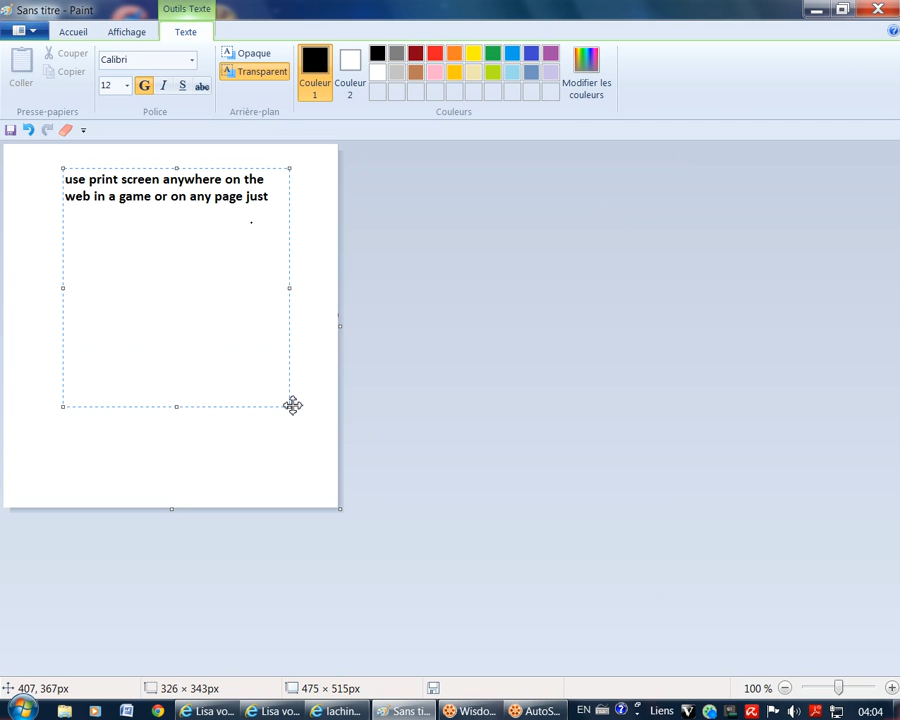 Sans titre - Paint
Outils Texte
Accueil
Affichage
Texte
Coller
Couper
Copier
Presse-papiers
Calibri
12
G I S abc
Police
A Opaque
A Transparent
Arrière-plan
Couleur 1
Couleur 2
Modifier les couleurs
Couleurs
use print screen anywhere on the
web in a game or on any page just
.
407, 367px
326 × 343px
475 × 515px
100 %
Lisa vo...
Lisa vo...
Iachin...
Sans ti...
Wisdo...
AutoS...
EN
Liens
04:04